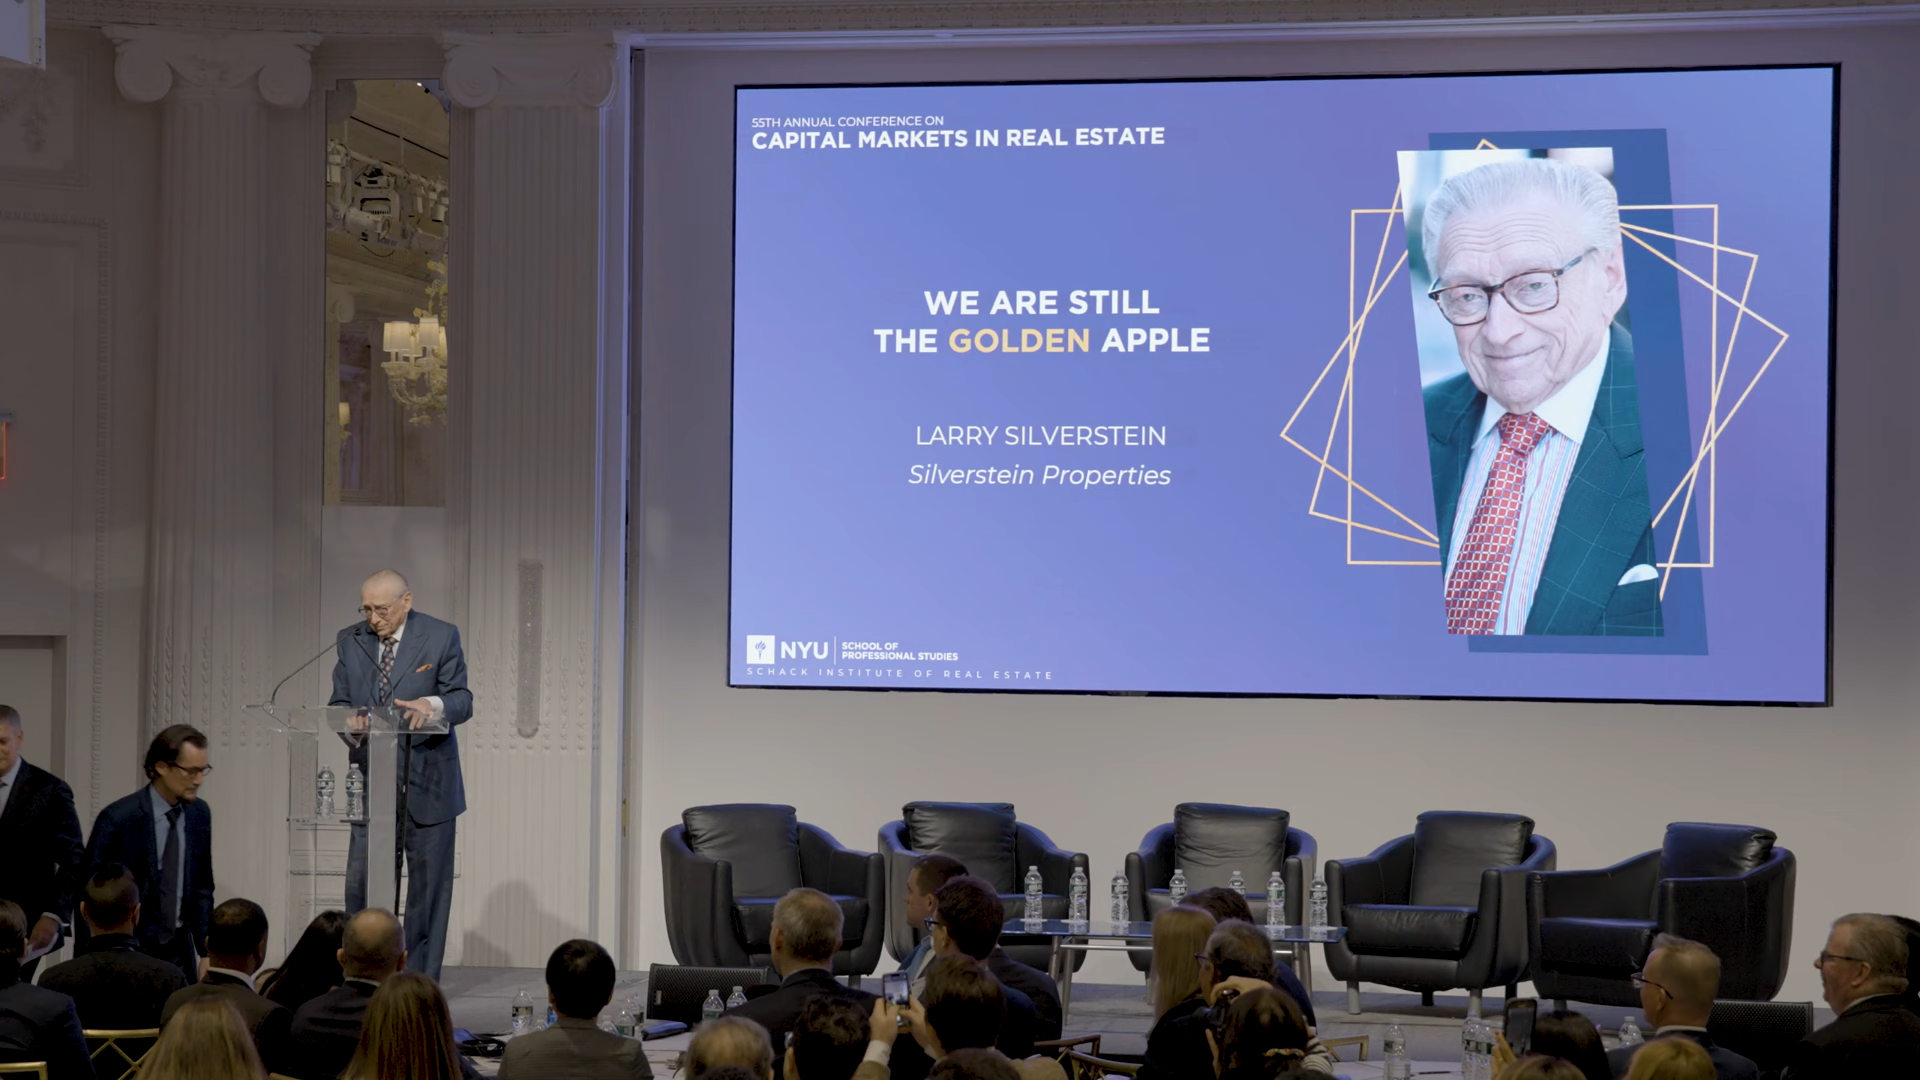 55TH ANNUAL CONFERENCE ON
CAPITAL MARKETS IN REAL ESTATE
WE ARE STILL
THE GOLDEN APPLE
LARRY SILVERSTEIN
Silverstein Properties
NYU SCHOOL OF
PROFESSIONAL STUDIES
SCHACK INSTITUTE OF REAL ESTATE